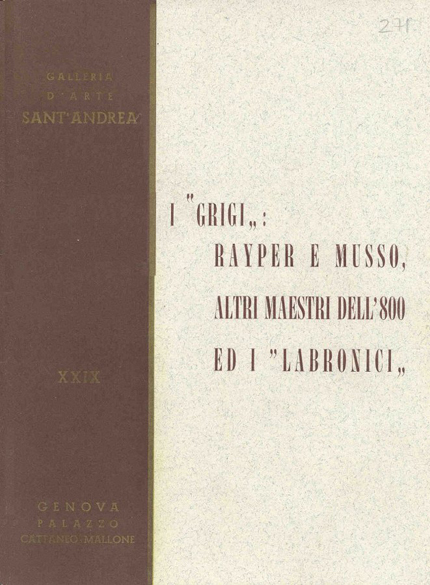 GALLERIA
D'ARTE
SANT'ANDREA
XXIX
GENOVA
PALAZZO
CATTANEO MALLONE
271
I "GRIGI„:
RAYPER E MUSSO,
ALTRI MAESTRI DELL'800
ED I "LABRONICI„